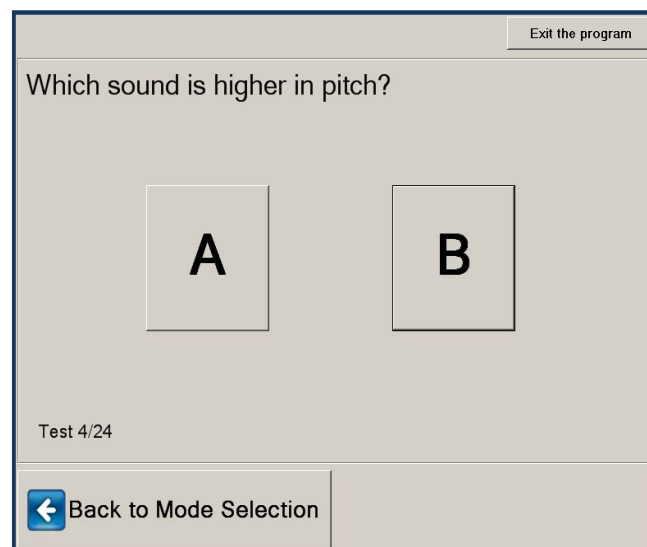 Exit the program
Which sound is higher in pitch?
A
B
Test 4/24
Back to Mode Selection